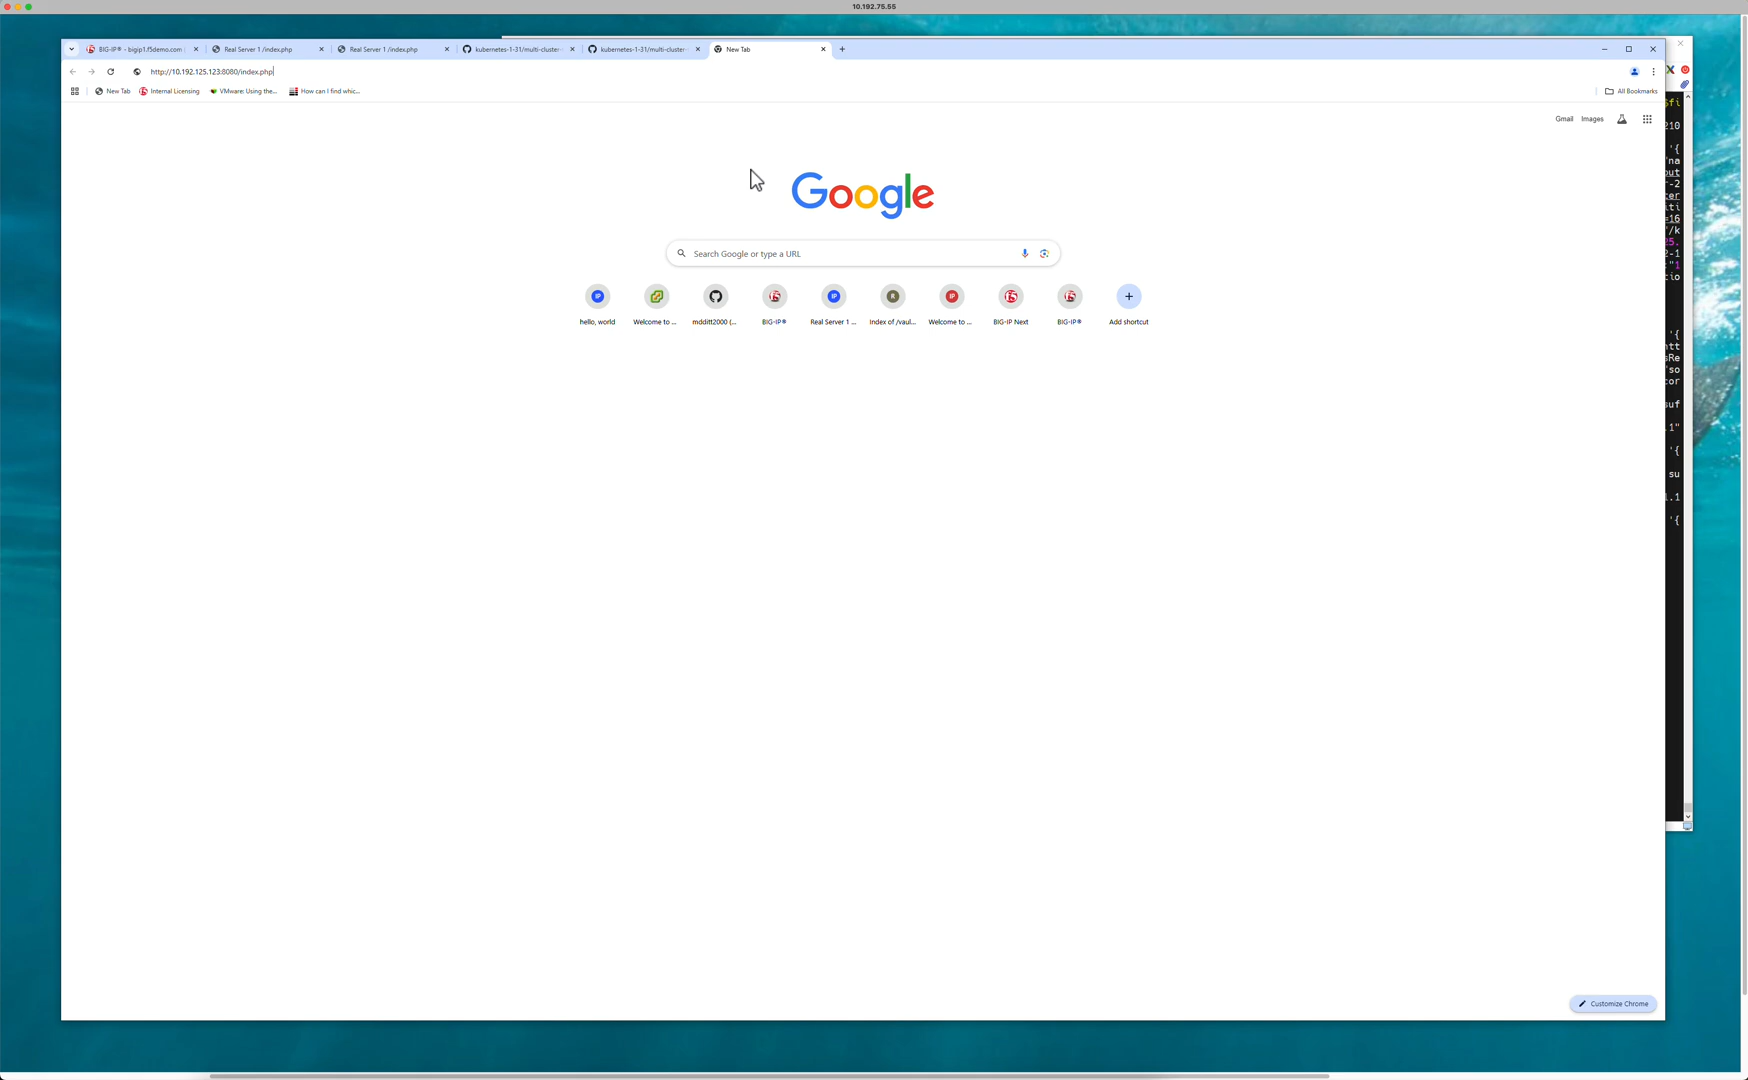 10.192.75.55
BIG-IP® - bigip1.f5demo.com
Real Server 1 /index.php
Real Server 1 /index.php
kubernetes-1-31/multi-cluster-
kubernetes-1-31/multi-cluster-
New Tab
http://10.192.125.123:8080/index.php
New Tab
Internal Licensing
VMware: Using the...
How can I find whic...
All Bookmarks
Gmail
Images
Google
Search Google or type a URL
hello, world
Welcome to ...
mdditt2000 (...
BIG-IP®
Real Server 1 ...
Index of /vaul...
Welcome to ...
BIG-IP Next
BIG-IP®
Add shortcut
Customize Chrome